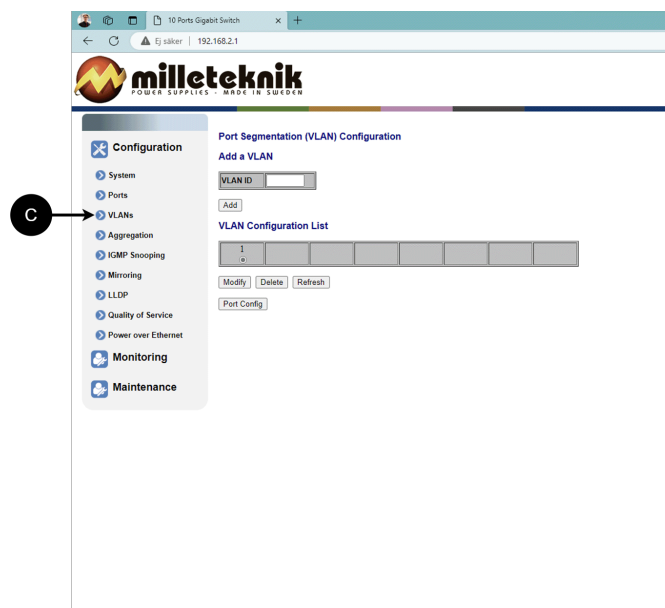 10 Ports Gigabit Switch
Ej säker | 192.168.2.1
milleteknik
POWER SUPPLIES - MADE IN SWEDEN
Configuration
System
Ports
C
VLANs
Aggregation
IGMP Snooping
Mirroring
LLDP
Quality of Service
Power over Ethernet
Monitoring
Maintenance
Port Segmentation (VLAN) Configuration
Add a VLAN
VLAN ID
Add
VLAN Configuration List
1
Modify Delete Refresh
Port Config